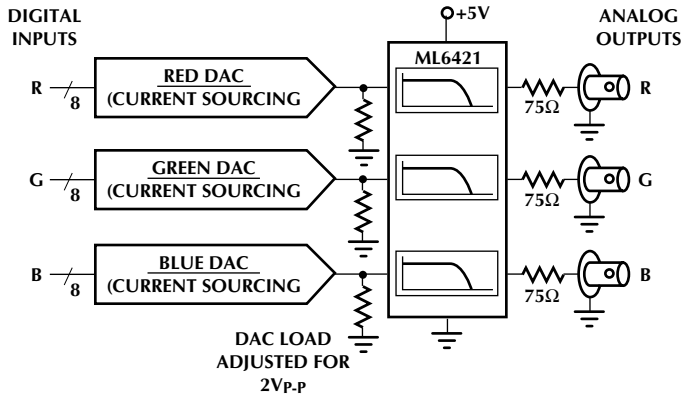 DIGITAL
INPUTS
+5V
ANALOG
OUTPUTS
ML6421
R
8
RED DAC
(CURRENT SOURCING
75Ω
R
G
8
GREEN DAC
(CURRENT SOURCING
75Ω
G
B
8
BLUE DAC
(CURRENT SOURCING
75Ω
B
DAC LOAD
ADJUSTED FOR
2VP-P